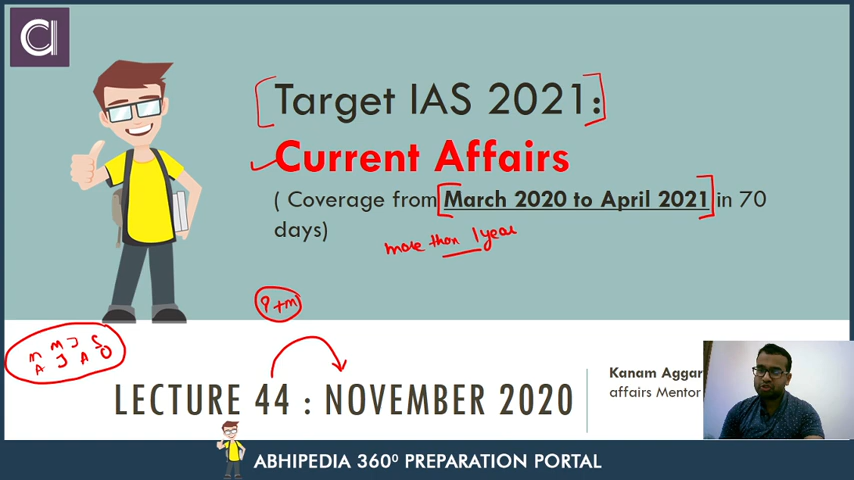 Target IAS 2021:
Current Affairs
( Coverage from March 2020 to April 2021 in 70
days)
more than 1 year
P+M
M M J S
A J A O
LECTURE 44 : NOVEMBER 2020
Kanam Aggar
affairs Mentor
ABHIPEDIA 360⁰ PREPARATION PORTAL